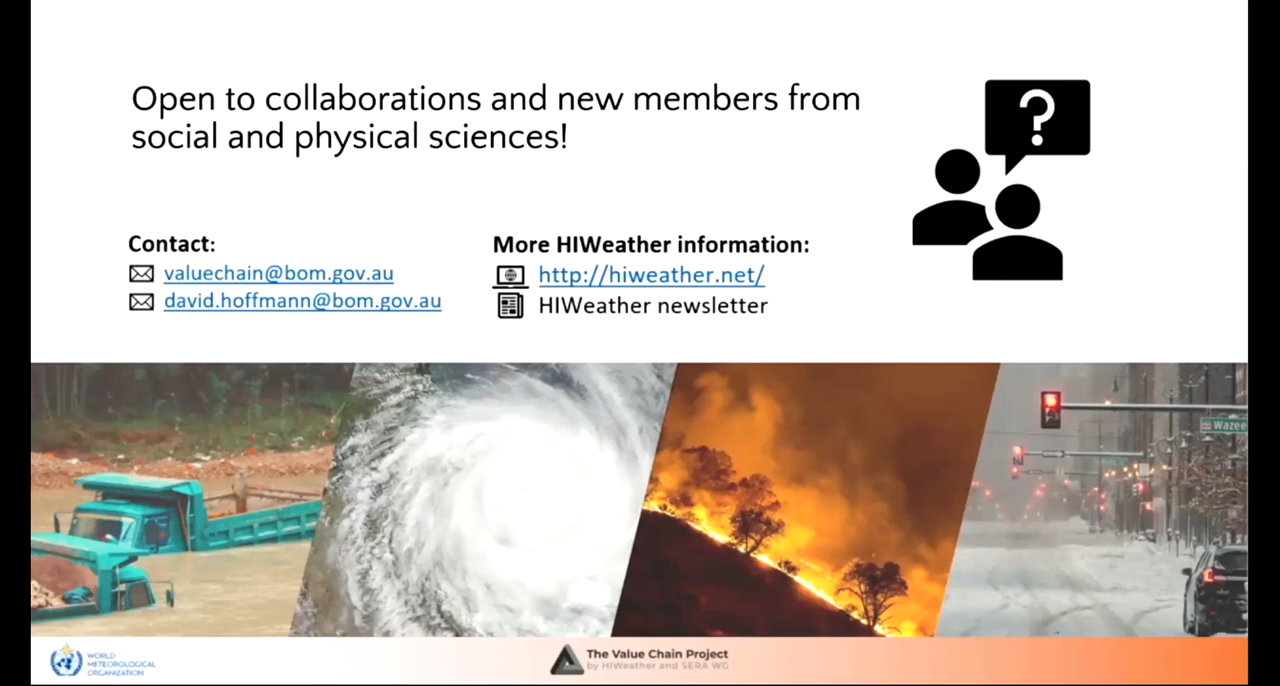 Open to collaborations and new members from
social and physical sciences!
?
Contact:
valuechain@bom.gov.au
david.hoffmann@bom.gov.au
More HIWeather information:
http://hiweather.net/
HIWeather newsletter
Wazee
WORLD
METEOROLOGICAL
ORGANIZATION
The Value Chain Project
by HIWeather and SERA WG